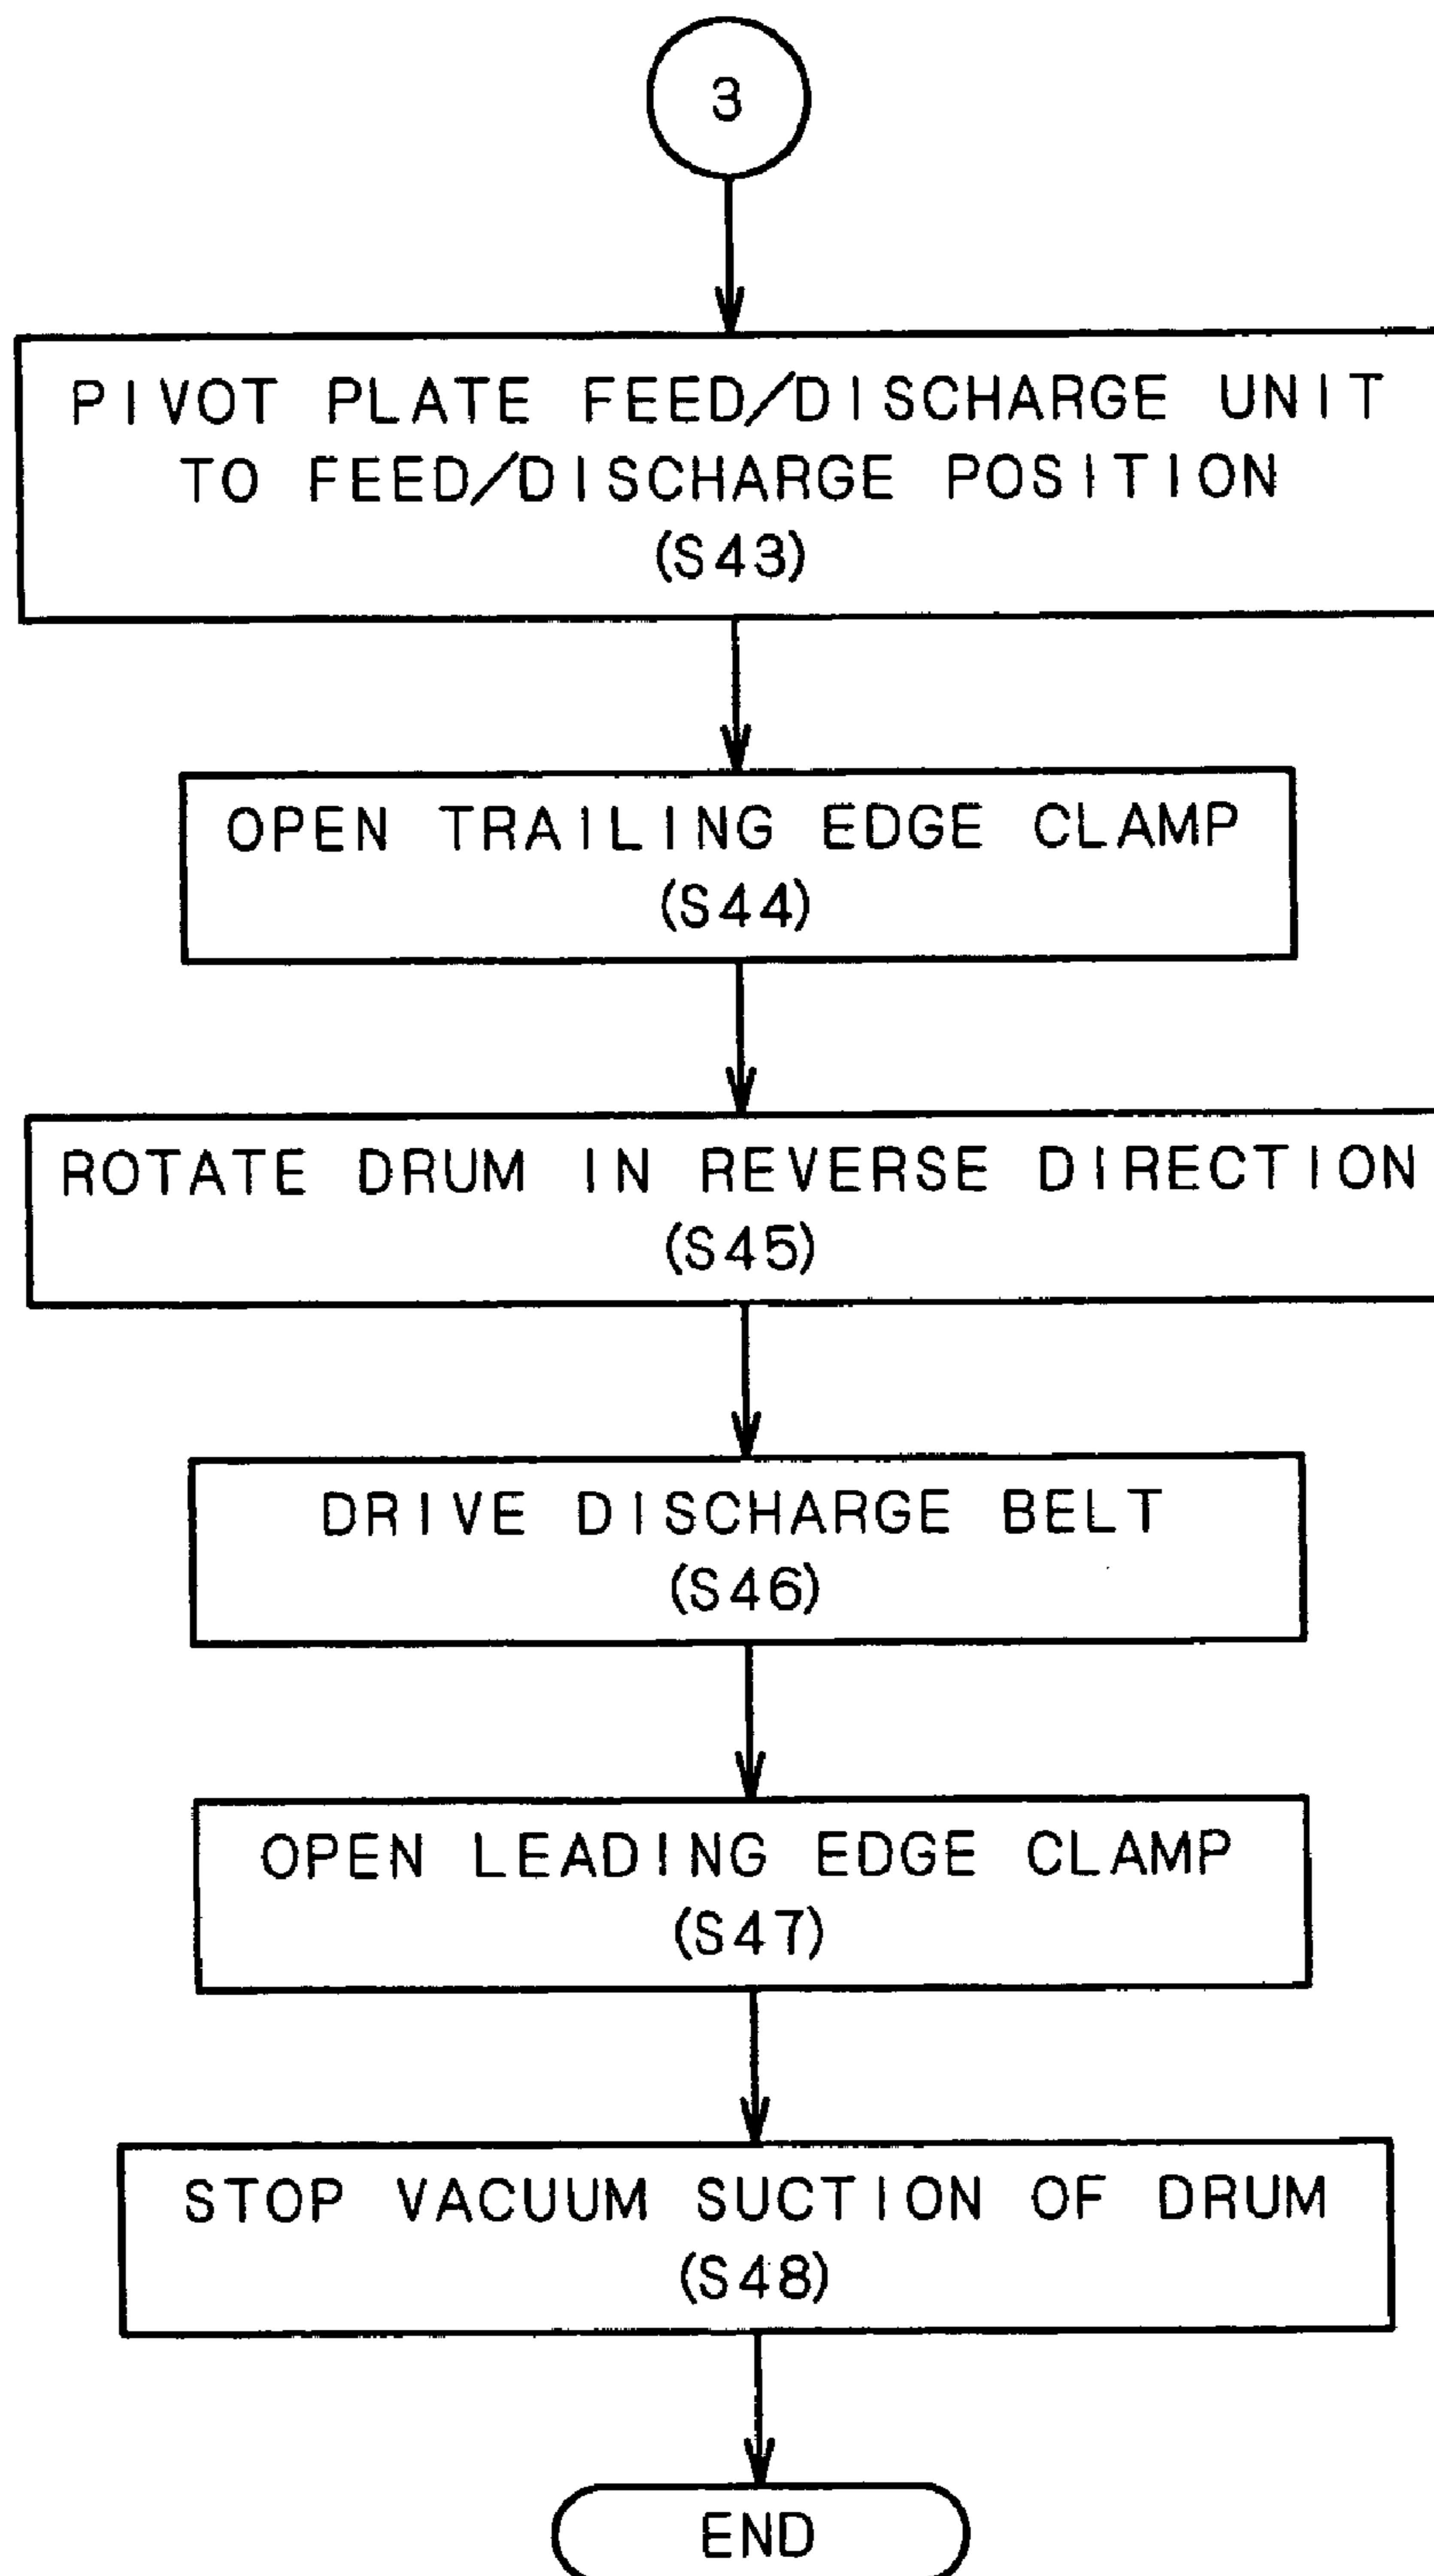 3
PIVOT PLATE FEED/DISCHARGE UNIT
TO FEED/DISCHARGE POSITION
(S43)
OPEN TRAILING EDGE CLAMP
(S44)
ROTATE DRUM IN REVERSE DIRECTION
(S45)
DRIVE DISCHARGE BELT
(S46)
OPEN LEADING EDGE CLAMP
(S47)
STOP VACUUM SUCTION OF DRUM
(S48)
END